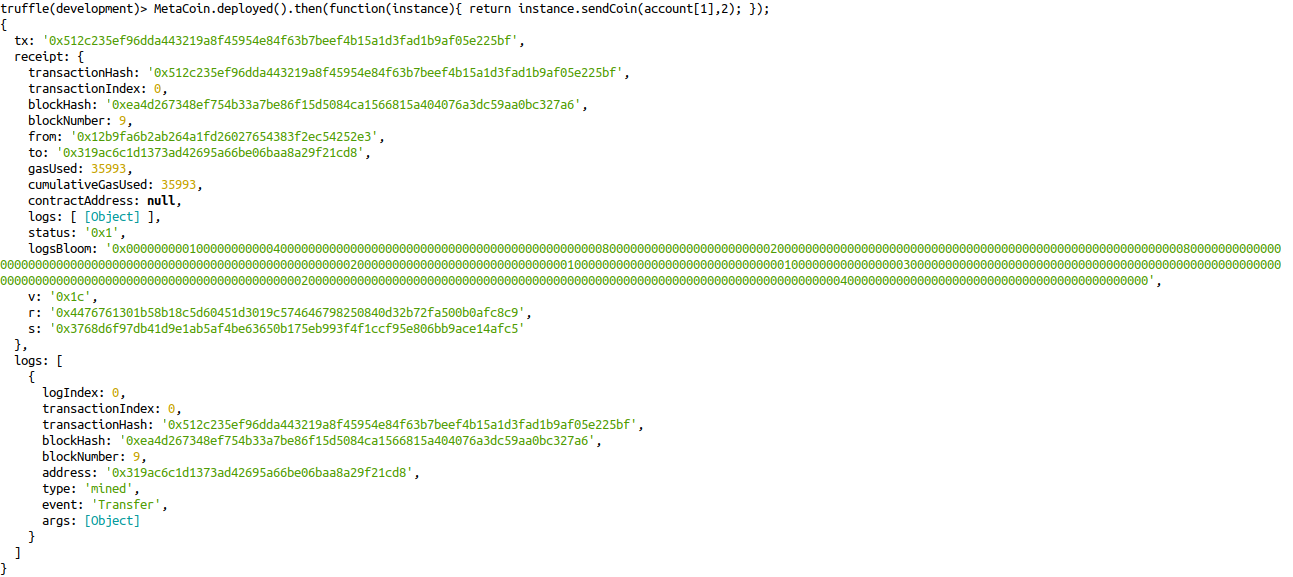 truffle(development)> MetaCoin.deployed().then(function(instance){ return instance.sendCoin(account[1],2); });
{
tx: '0x512c235ef96dda443219a8f45954e84f63b7beef4b15a1d3fad1b9af05e225bf',
receipt: {
transactionHash: '0x512c235ef96dda443219a8f45954e84f63b7beef4b15a1d3fad1b9af05e225bf',
transactionIndex: 0,
blockHash: '0xea4d267348ef754b33a7be86f15d5084ca1566815a404076a3dc59aa0bc327a6',
blockNumber: 9,
from: '0x12b9fa6b2ab264a1fd26027654383f2ec54252e3',
to: '0x319ac6c1d1373ad42695a66be06baa8a29f21cd8',
gasUsed: 35993,
cumulativeGasUsed: 35993,
contractAddress: null,
logs: [ [Object] ],
status: '0x1',
logsBloom: '0x000000000100000000000400000000000000000000000000000000000000000000008000000000000000000000002000000000000000000000000000000000000000000000000000000000080000000000000
000000000000000000000000000000000000000000000000002000000000000000000000000000000100000000000000000000000000000010000000000000000300000000000000000000000000000000000000000000000000000
00000000000000000000000000000000000000000002000000000000000000000000000000000000000000000000000000000000000000000000000040000000000000000000000000000000000000000000',
v: '0x1c',
r: '0x4476761301b58b18c5d60451d3019c574646798250840d32b72fa500b0afc8c9',
s: '0x3768d6f97db41d9e1ab5af4be63650b175eb993f4f1ccf95e806bb9ace14afc5'
},
logs: [
{
logIndex: 0,
transactionIndex: 0,
transactionHash: '0x512c235ef96dda443219a8f45954e84f63b7beef4b15a1d3fad1b9af05e225bf',
blockHash: '0xea4d267348ef754b33a7be86f15d5084ca1566815a404076a3dc59aa0bc327a6',
blockNumber: 9,
address: '0x319ac6c1d1373ad42695a66be06baa8a29f21cd8',
type: 'mined',
event: 'Transfer',
args: [Object]
}
]
}